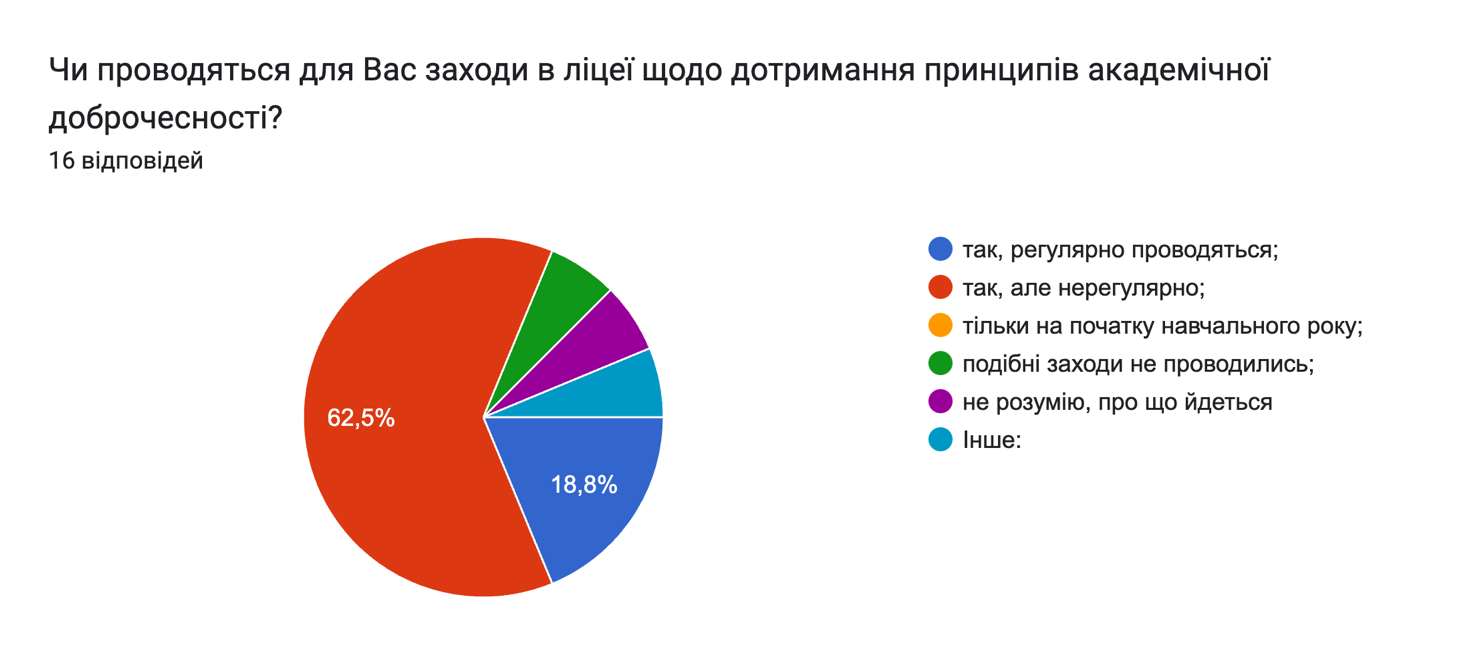 Чи проводяться для Вас заходи в ліцеї щодо дотримання принципів академічної
доброчесності?
16 відповідей
так, регулярно проводяться;
так, але нерегулярно;
тільки на початку навчального року;
подібні заходи не проводились;
не розумію, про що йдеться
Інше:
62,5%
18,8%